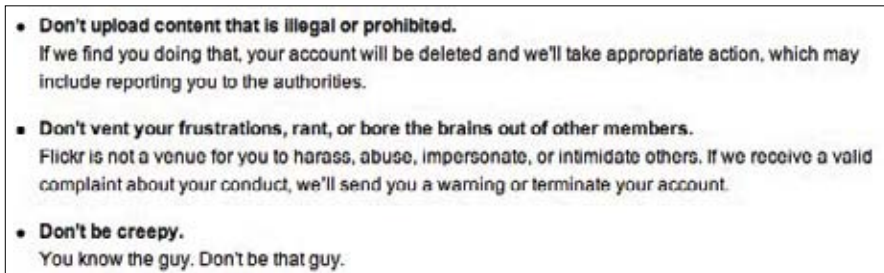 • Don't upload content that is illegal or prohibited.
If we find you doing that, your account will be deleted and we'll take appropriate action, which may
include reporting you to the authorities.
• Don't vent your frustrations, rant, or bore the brains out of other members.
Flickr is not a venue for you to harass, abuse, impersonate, or intimidate others. If we receive a valid
complaint about your conduct, we'll send you a warning or terminate your account.
• Don't be creepy.
You know the guy. Don't be that guy.